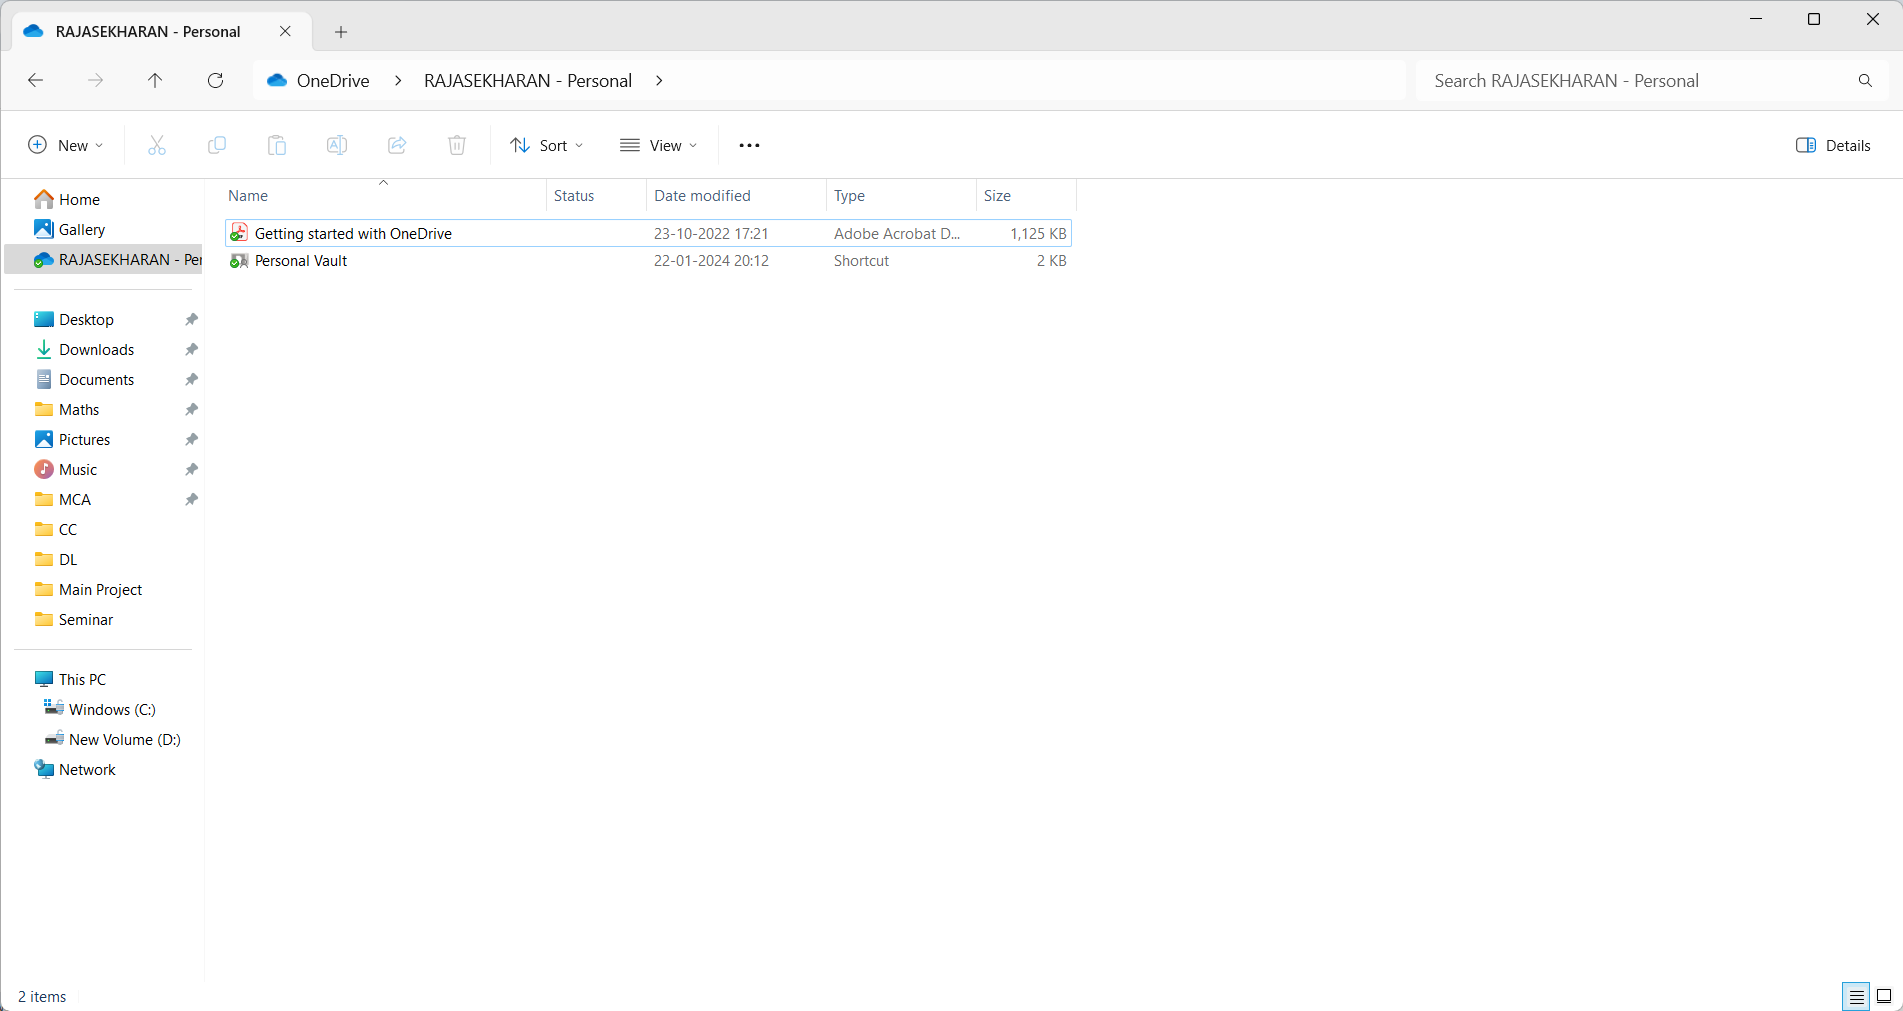 RAJASEKHARAN - Personal
OneDrive > RAJASEKHARAN - Personal >
Search RAJASEKHARAN - Personal
New
Sort
View
Details
Name Status Date modified Type Size
Getting started with OneDrive 23-10-2022 17:21 Adobe Acrobat D... 1,125 KB
Personal Vault 22-01-2024 20:12 Shortcut 2 KB
Home
Gallery
RAJASEKHARAN - Per
Desktop
Downloads
Documents
Maths
Pictures
Music
MCA
CC
DL
Main Project
Seminar
This PC
Windows (C:)
New Volume (D:)
Network
2 items